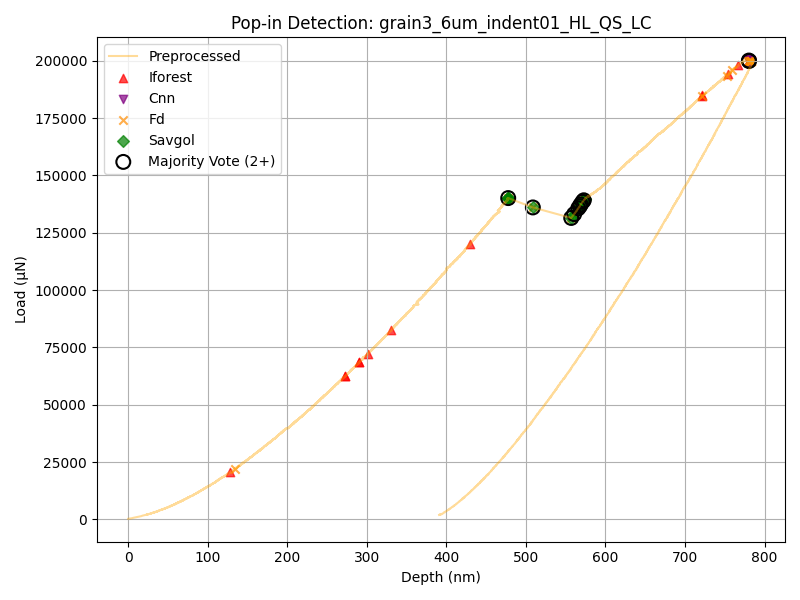 Pop-in Detection: grain3_6um_indent01_HL_QS_LC
Preprocessed
Iforest
Cnn
Fd
Savgol
Majority Vote (2+)
200000
175000
150000
125000
100000
75000
50000
25000
0
Load (µN)
0 100 200 300 400 500 600 700 800
Depth (nm)